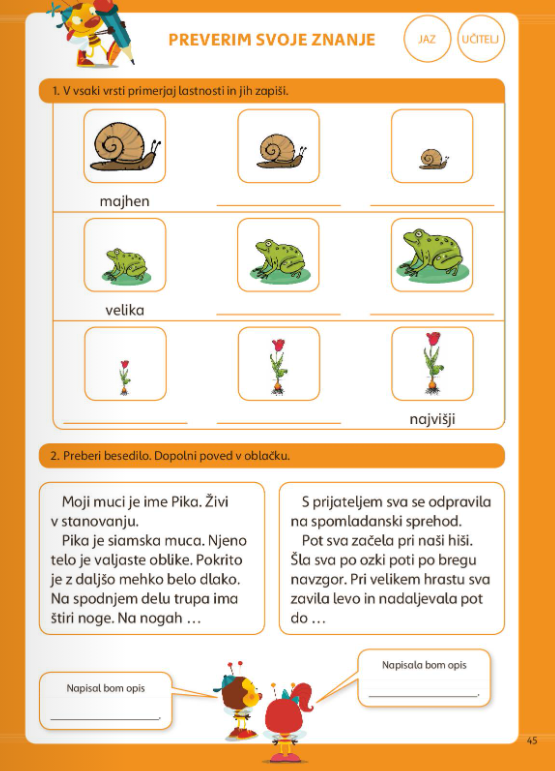 PREVERIM SVOJE ZNANJE
JAZ
UČITELJ
1. V vsaki vrsti primerjaj lastnosti in jih zapiši.
majhen
velika
najvišji
2. Preberi besedilo. Dopolni poved v oblačku.
Moji muci je ime Pika. Živi
v stanovanju.
Pika je siamska muca. Njeno
telo je valjaste oblike. Pokrito
je z daljšo mehko belo dlako.
Na spodnjem delu trupa ima
štiri noge. Na nogah ...
S prijateljem sva se odpravila
na spomladanski sprehod.
Pot sva začela pri naši hiši.
Šla sva po ozki poti po bregu
navzgor. Pri velikem hrastu sva
zavila levo in nadaljevala pot
do ...
Napisal bom opis
.
Napisala bom opis
.
45